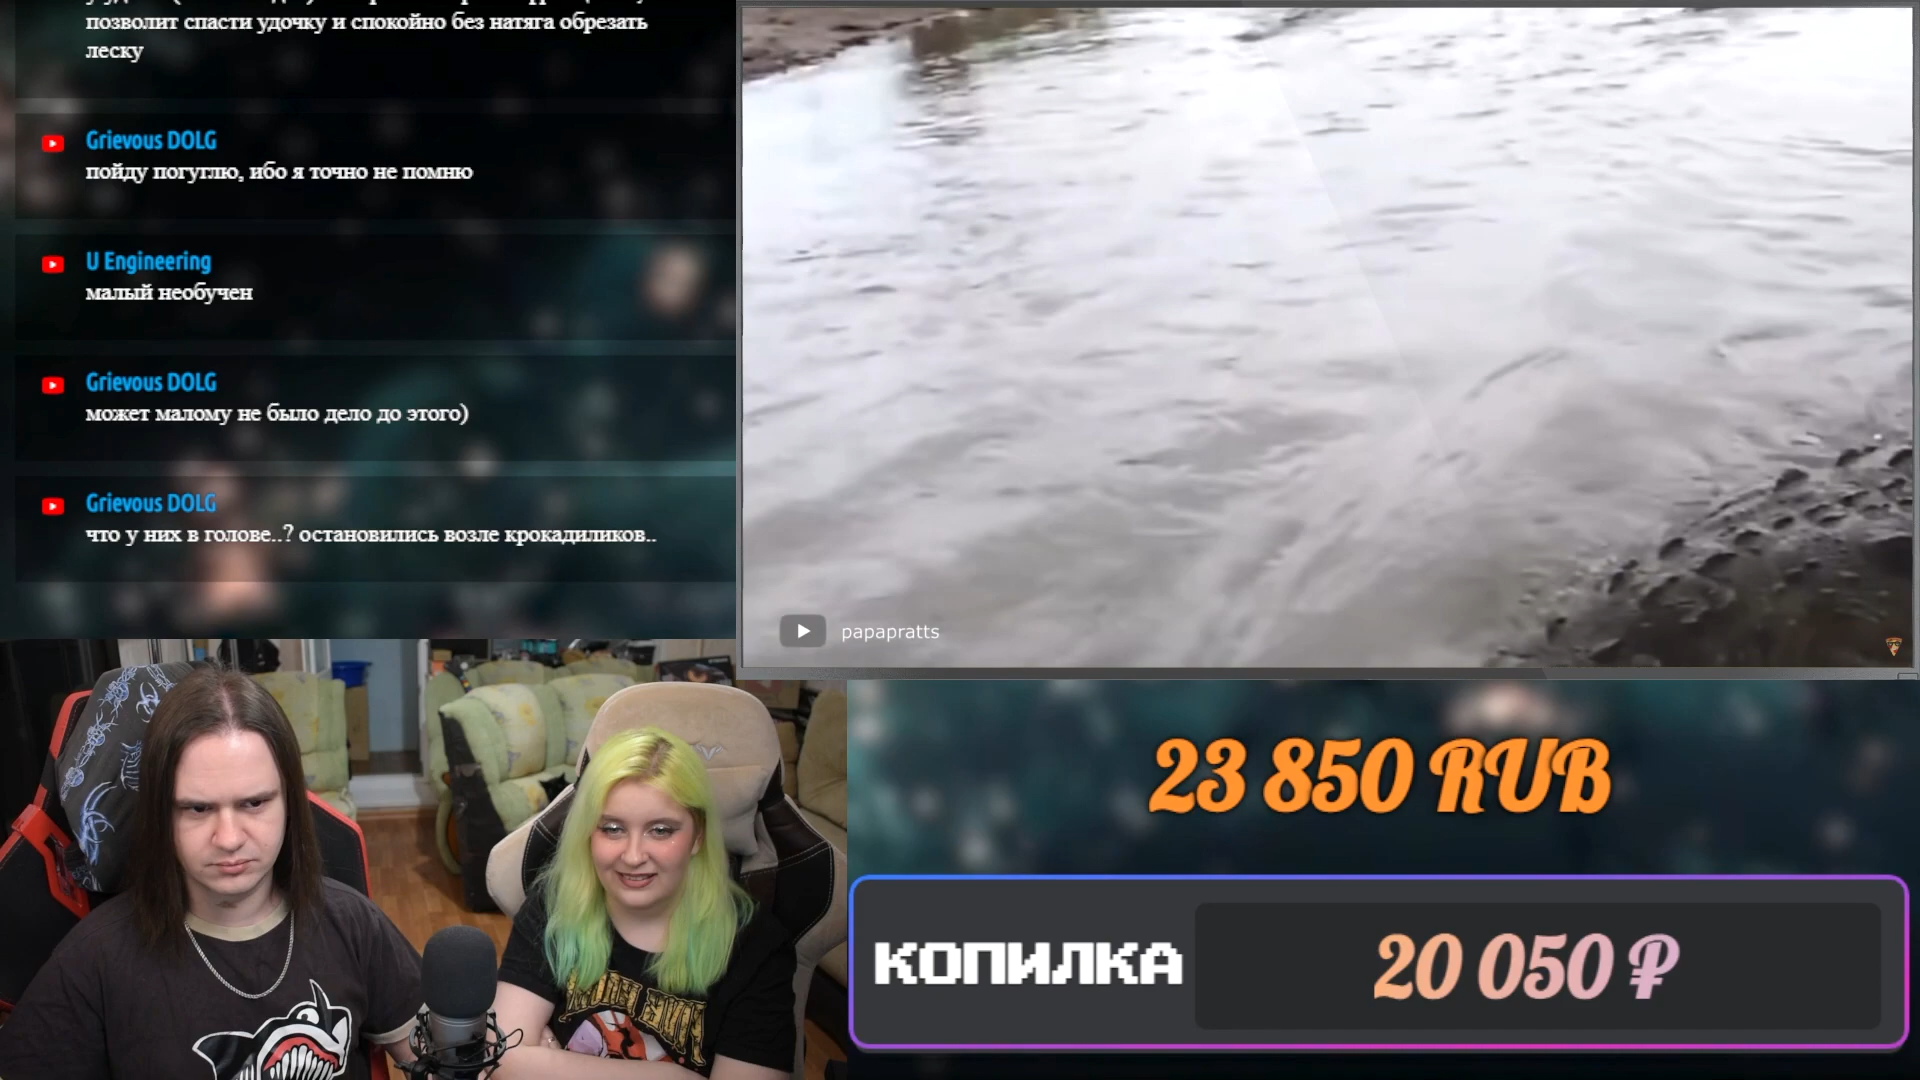 позволит спасти удочку и спокойно без натяга обрезать
леску
Grievous DOLG
пойду погуглю, ибо я точно не помню
U Engineering
малый необучен
Grievous DOLG
может малому не было дело до этого)
Grievous DOLG
что у них в голове..? остановились возле крокадиликов..
papapratts
23 850 RUB
КОПИЛКА
20 050 ₽